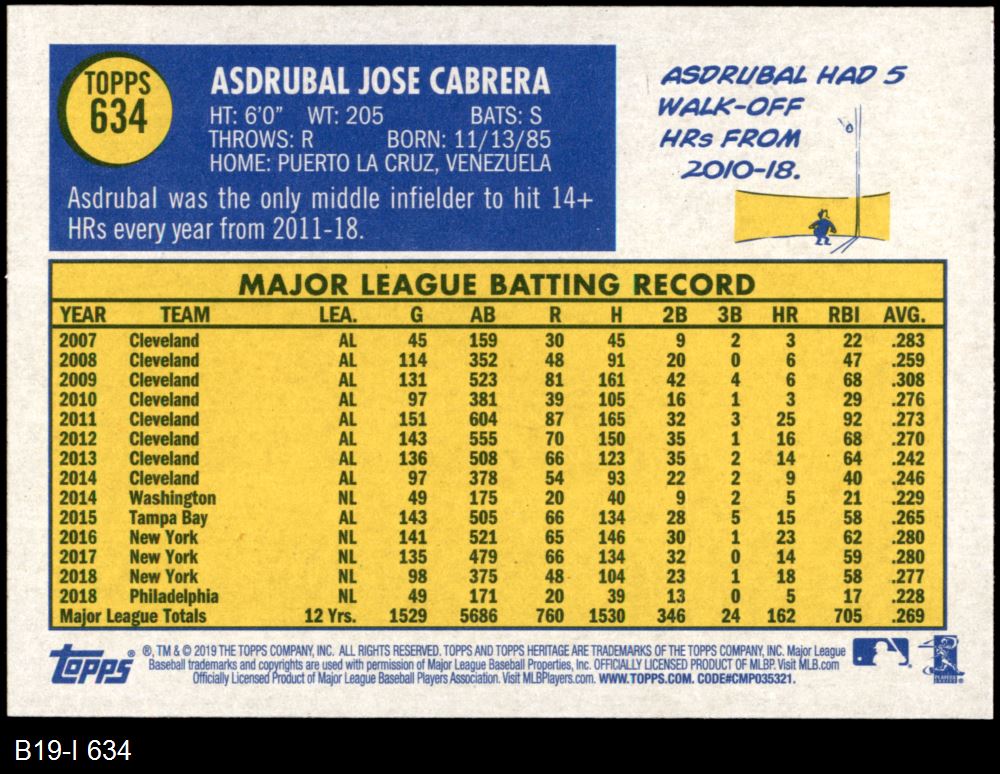 TOPPS
634
ASDRUBAL JOSE CABRERA
HT: 6'0" WT: 205 BATS: S
THROWS: R BORN: 11/13/85
HOME: PUERTO LA CRUZ, VENEZUELA
Asdrubal was the only middle infielder to hit 14+
HRs every year from 2011-18.
ASDRUBAL HAD 5
WALK-OFF
HRs FROM
2010-18.
MAJOR LEAGUE BATTING RECORD
YEAR TEAM LEA. G AB R H 2B 3B HR RBI AVG.
2007 Cleveland AL 45 159 30 45 9 2 3 22 .283
2008 Cleveland AL 114 352 48 91 20 0 6 47 .259
2009 Cleveland AL 131 523 81 161 42 4 6 68 .308
2010 Cleveland AL 97 381 39 105 16 1 3 29 .276
2011 Cleveland AL 151 604 87 165 32 3 25 92 .273
2012 Cleveland AL 143 555 70 150 35 1 16 68 .270
2013 Cleveland AL 136 508 66 123 35 2 14 64 .242
2014 Cleveland AL 97 378 54 93 22 2 9 40 .246
2014 Washington NL 49 175 20 40 9 2 5 21 .229
2015 Tampa Bay AL 143 505 66 134 28 5 15 58 .265
2016 New York NL 141 521 65 146 30 1 23 62 .280
2017 New York NL 135 479 66 134 32 0 14 59 .280
2018 New York NL 98 375 48 104 23 1 18 58 .277
2018 Philadelphia NL 49 171 20 39 13 0 5 17 .228
Major League Totals 12 Yrs. 1529 5686 760 1530 346 24 162 705 .269
Topps ®
®, TM & © 2019 THE TOPPS COMPANY, INC. ALL RIGHTS RESERVED. TOPPS AND TOPPS HERITAGE ARE TRADEMARKS OF THE TOPPS COMPANY, INC. Major League
Baseball trademarks and copyrights are used with permission of Major League Baseball Properties, Inc. OFFICIALLY LICENSED PRODUCT OF MLBP. Visit MLB.com
Officially Licensed Product of Major League Baseball Players Association. Visit MLBPlayers.com. WWW.TOPPS.COM. CODE#CMP035321.
B19-I 634